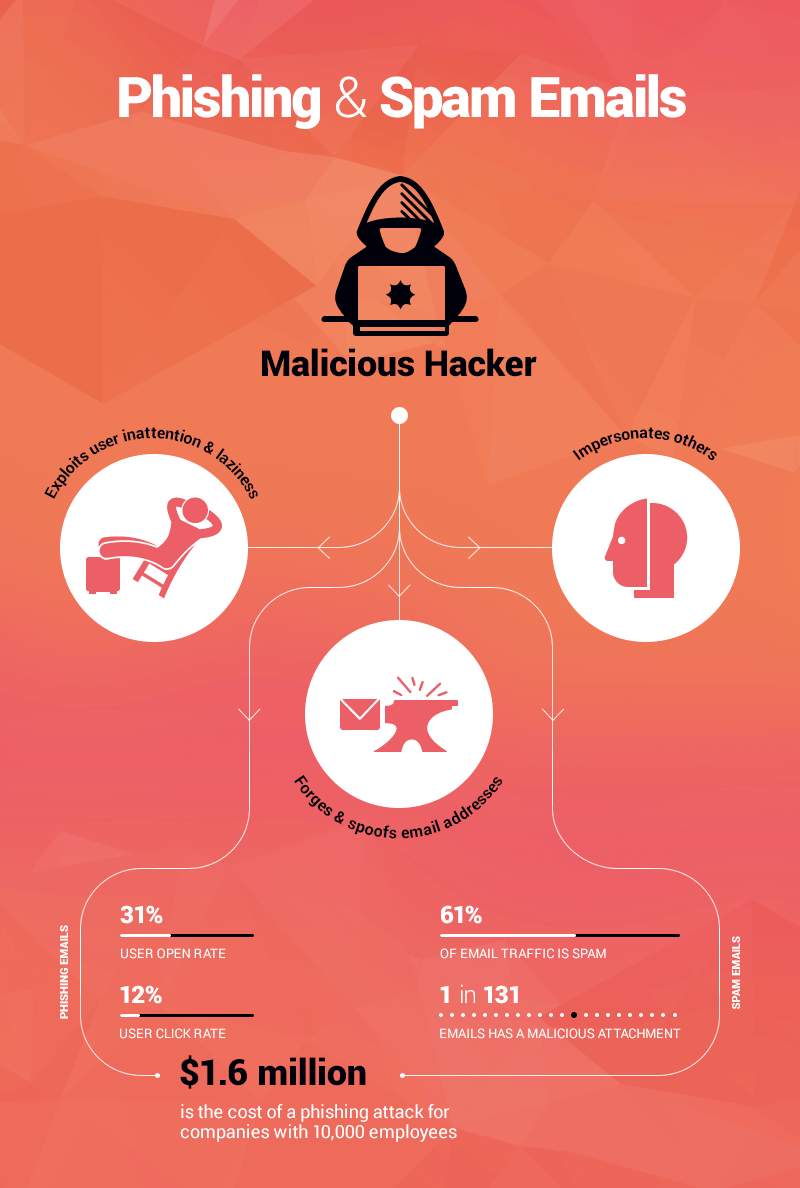 Phishing & Spam Emails
Malicious Hacker
Exploits user inattention & laziness
Impersonates others
Forges & spoofs email addresses
PHISHING EMAILS
31%
USER OPEN RATE
12%
USER CLICK RATE
61%
OF EMAIL TRAFFIC IS SPAM
1 in 131
EMAILS HAS A MALICIOUS ATTACHMENT
SPAM EMAILS
$1.6 million
is the cost of a phishing attack for
companies with 10,000 employees